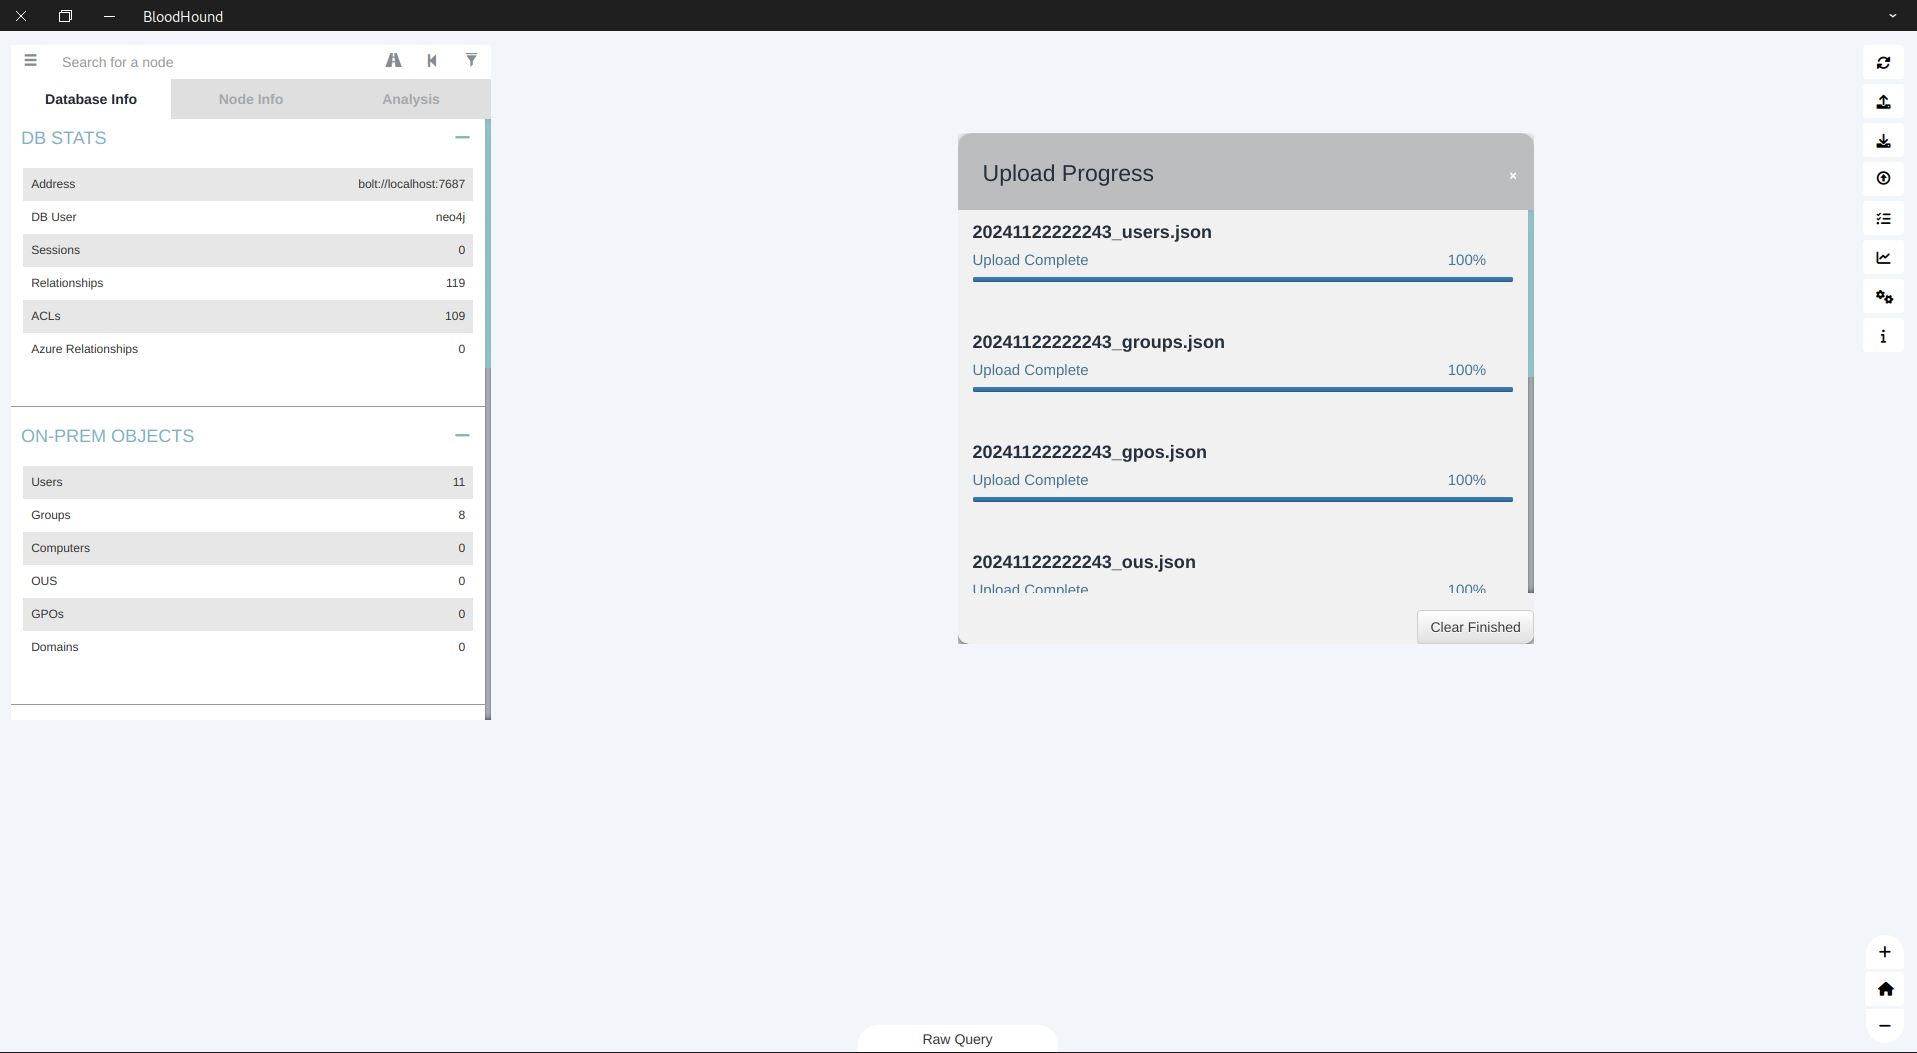 BloodHound
Search for a node
Database Info Node Info Analysis
DB STATS
Address bolt://localhost:7687
DB User neo4j
Sessions 0
Relationships 119
ACLs 109
Azure Relationships 0
ON-PREM OBJECTS
Users 11
Groups 8
Computers 0
OUS 0
GPOs 0
Domains 0
Upload Progress
×
20241122222243_users.json
Upload Complete 100%
20241122222243_groups.json
Upload Complete 100%
20241122222243_gpos.json
Upload Complete 100%
20241122222243_ous.json
Upload Complete 100%
Clear Finished
Raw Query